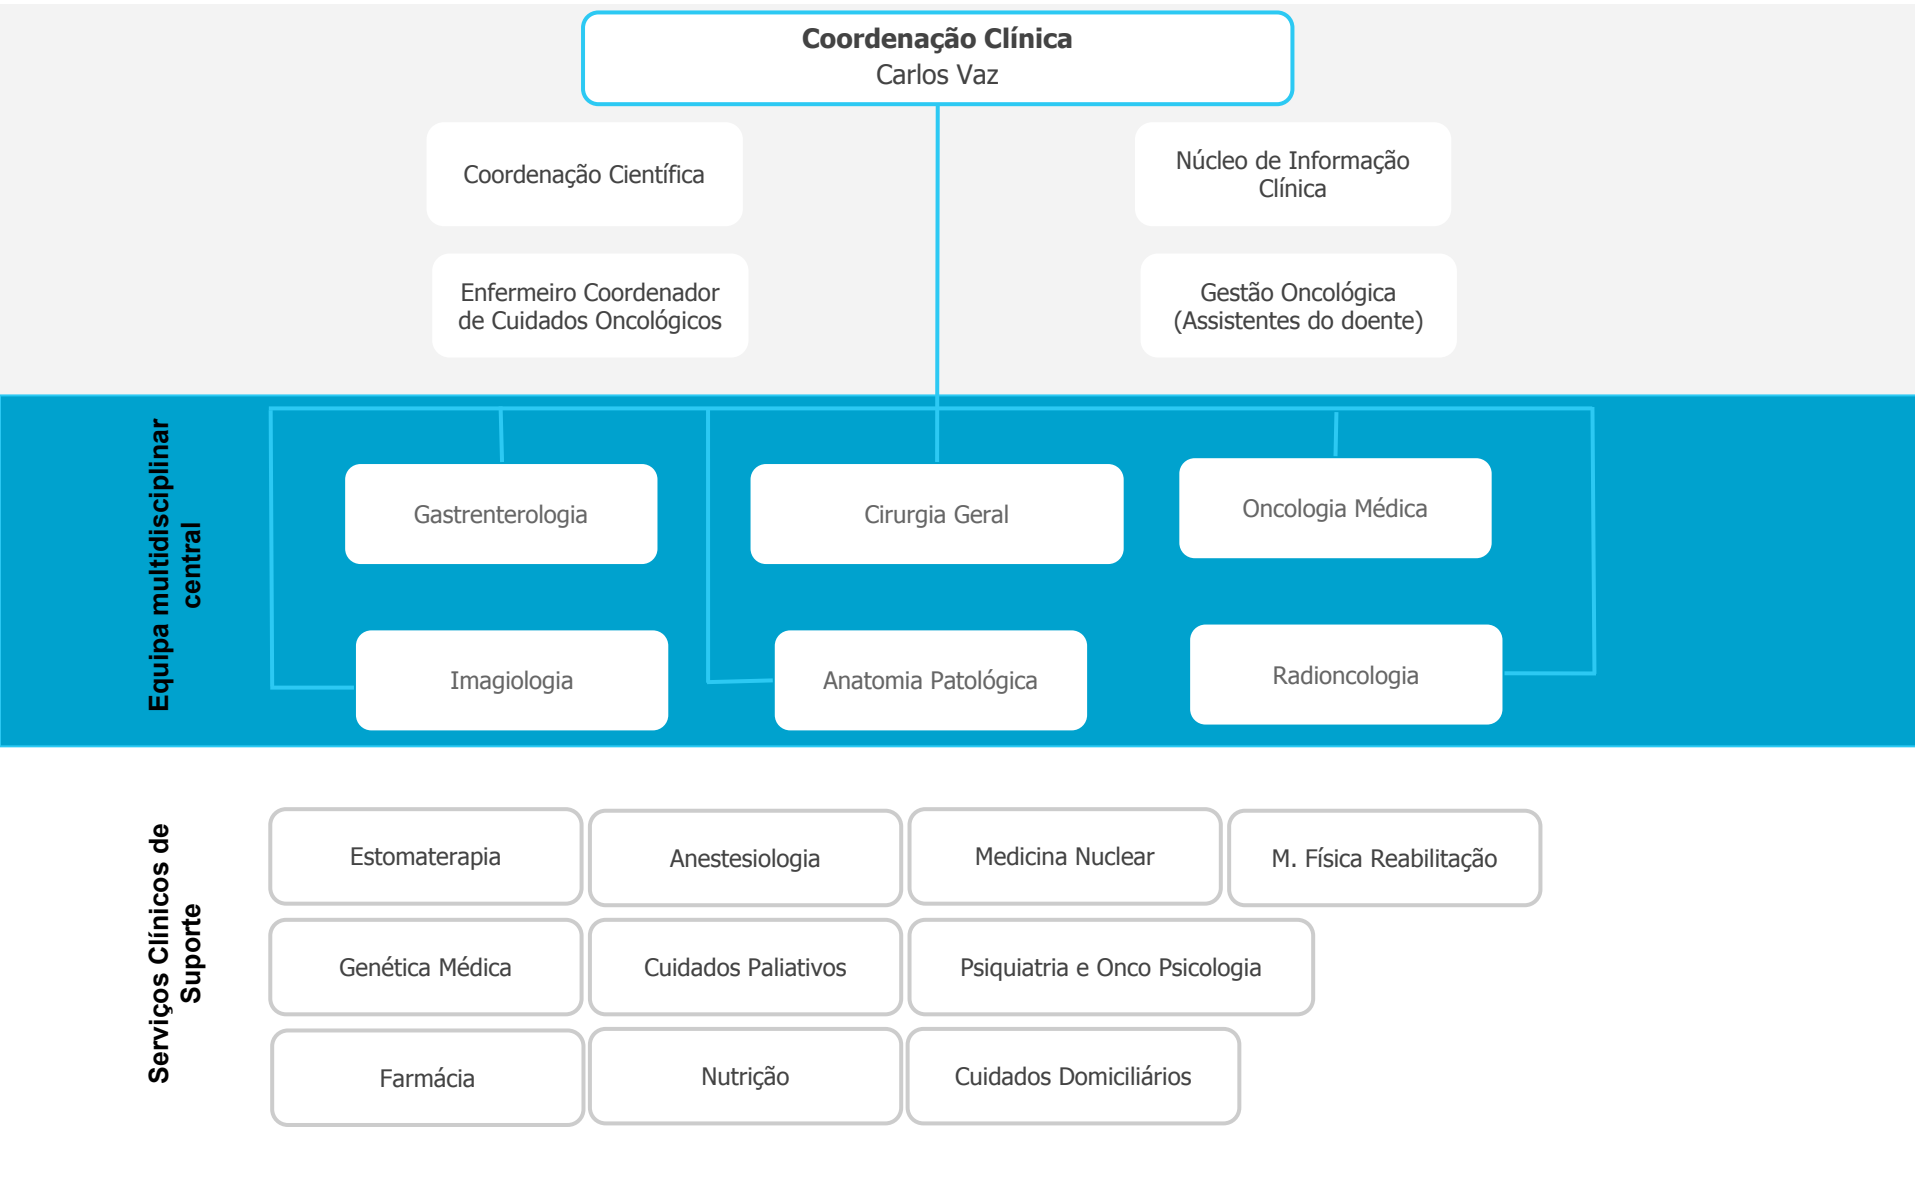 Coordenação Clínica
Carlos Vaz
Coordenação Científica
Núcleo de Informação
Clínica
Enfermeiro Coordenador
de Cuidados Oncológicos
Gestão Oncológica
(Assistentes do doente)
Equipa multidisciplinar
central
Gastrenterologia
Cirurgia Geral
Oncologia Médica
Imagiologia
Anatomia Patológica
Radioncologia
Serviços Clínicos de
Suporte
Estomaterapia
Anestesiologia
Medicina Nuclear
M. Física Reabilitação
Genética Médica
Cuidados Paliativos
Psiquiatria e Onco Psicologia
Farmácia
Nutrição
Cuidados Domiciliários